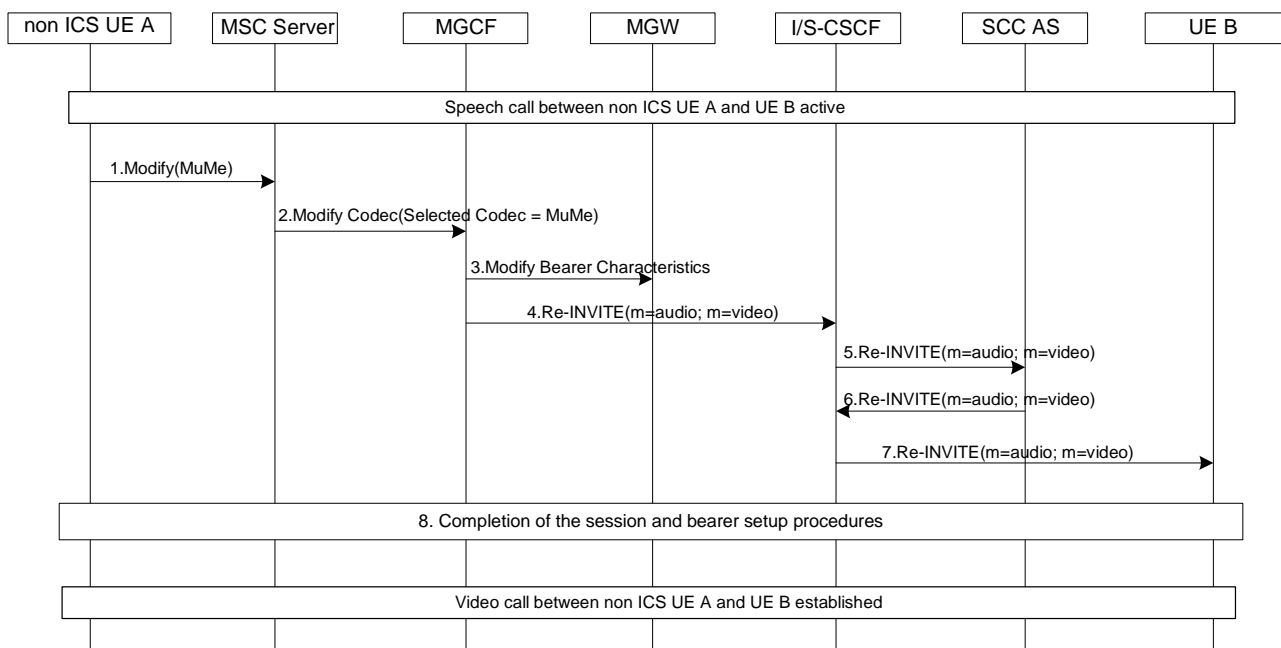 non ICS UE A
MSC Server
MGCF
MGW
I/S-CSCF
SCC AS
UE B
Speech call between non ICS UE A and UE B active
1.Modify(MuMe)
2.Modify Codec(Selected Codec = MuMe)
3.Modify Bearer Characteristics
4.Re-INVITE(m=audio; m=video)
5.Re-INVITE(m=audio; m=video)
6.Re-INVITE(m=audio; m=video)
7.Re-INVITE(m=audio; m=video)
8. Completion of the session and bearer setup procedures
Video call between non ICS UE A and UE B established